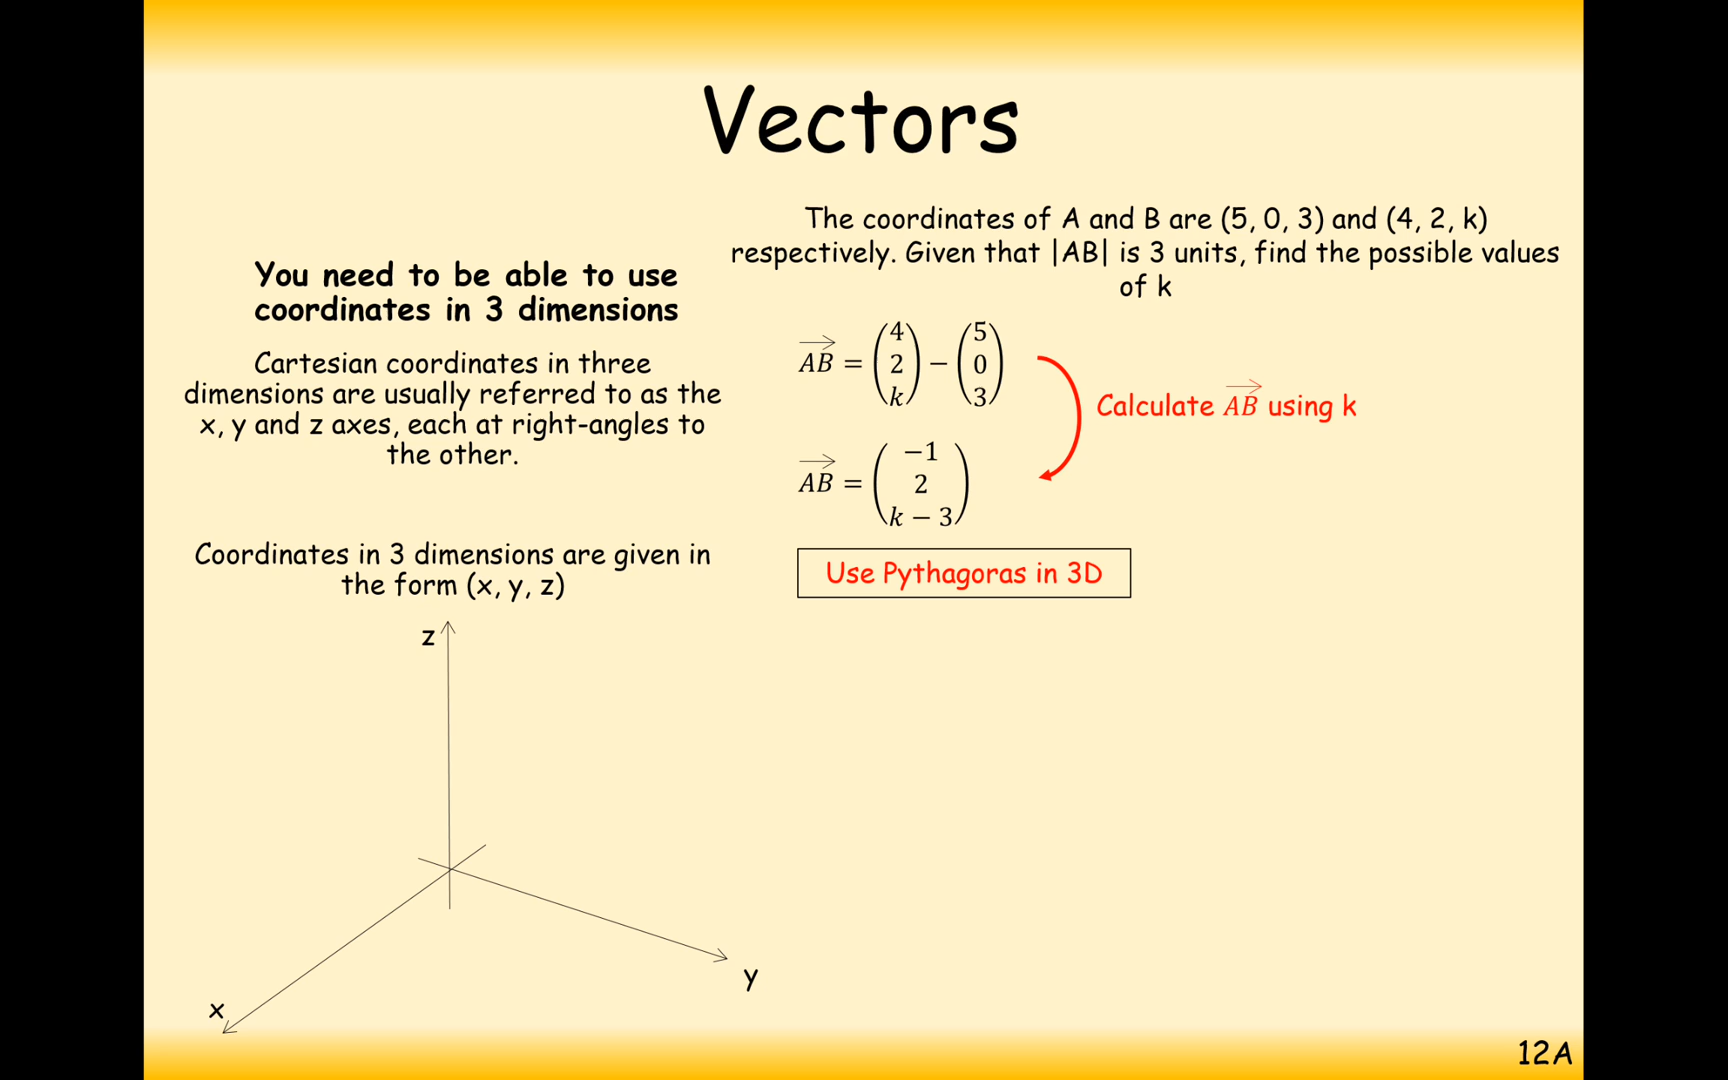 Vectors
You need to be able to use
coordinates in 3 dimensions
Cartesian coordinates in three
dimensions are usually referred to as the
x, y and z axes, each at right-angles to
the other.
Coordinates in 3 dimensions are given in
the form (x, y, z)
z
y
x
The coordinates of A and B are (5, 0, 3) and (4, 2, k)
respectively. Given that |AB| is 3 units, find the possible values
of k
4 5
AB = 2 − 0
k 3
Calculate AB using k
−1
AB = 2
k − 3
Use Pythagoras in 3D
12A